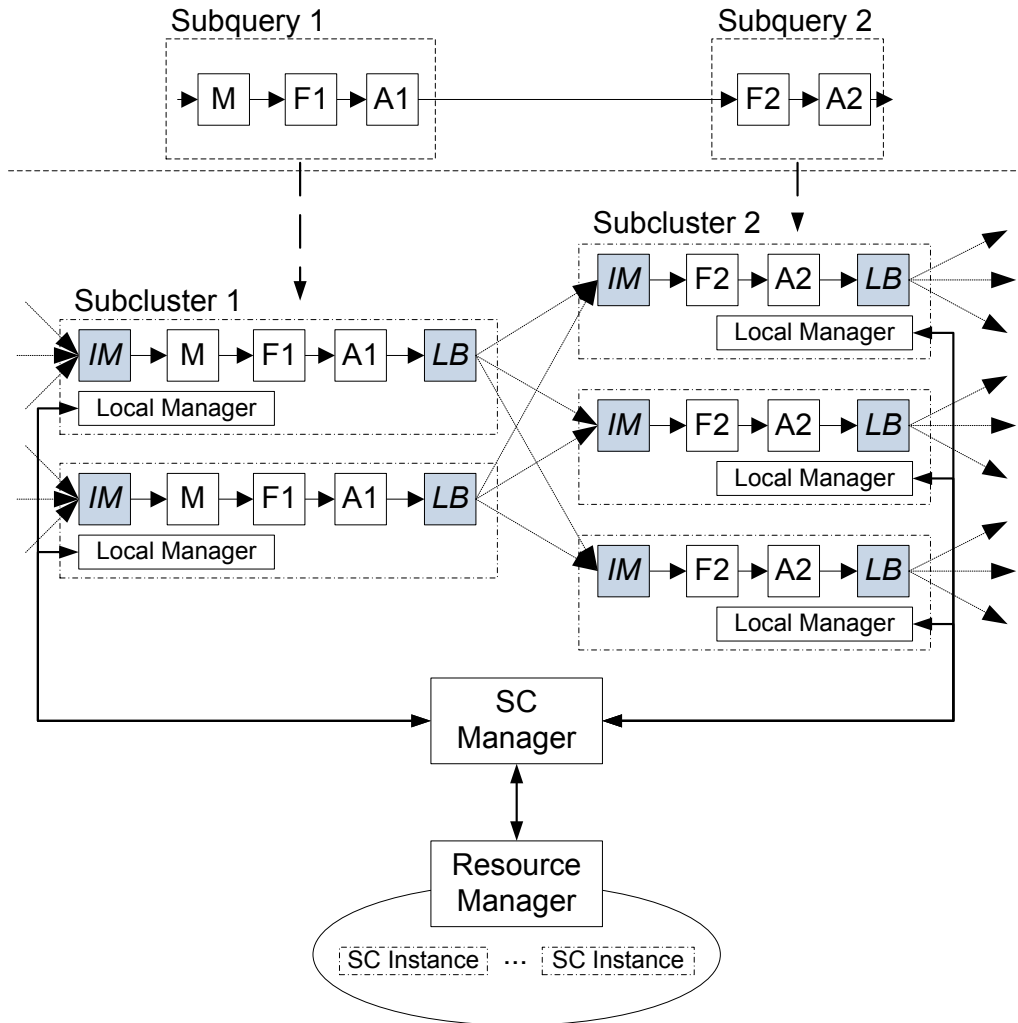 Subquery 1
Subquery 2
M F1 A1 F2 A2
Subcluster 2
IM F2 A2 LB
Local Manager
Subcluster 1
IM M F1 A1 LB
Local Manager
IM F2 A2 LB
Local Manager
IM M F1 A1 LB
Local Manager
IM F2 A2 LB
Local Manager
SC
Manager
Resource
Manager
SC Instance ... SC Instance